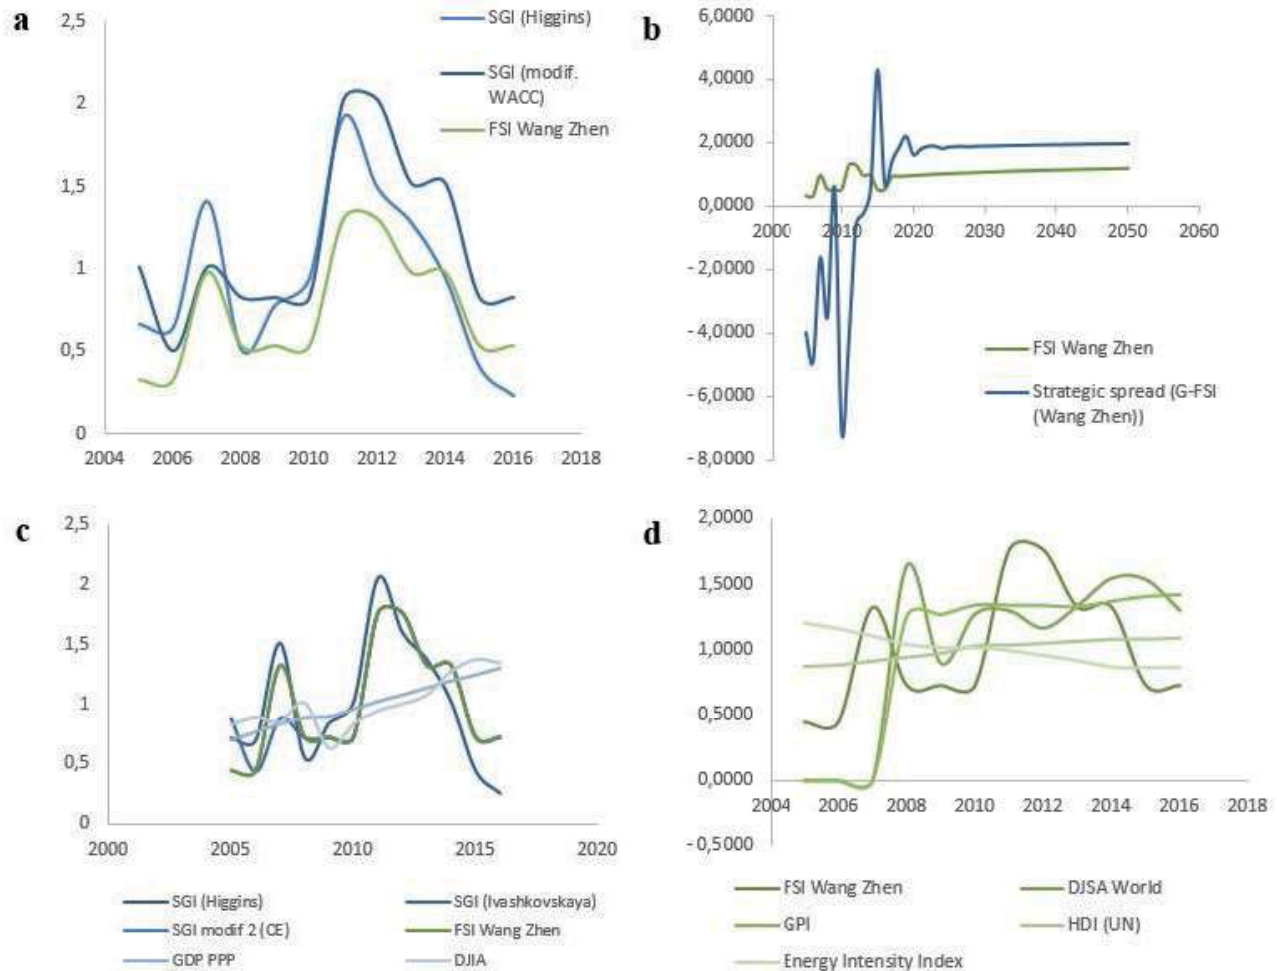 a
2,5
2
1,5
1
0,5
0
2004 2006 2008 2010 2012 2014 2016 2018
SGI (Higgins)
SGI (modif.
WACC)
FSI Wang Zhen
b
6,0000
4,0000
2,0000
0,0000
- 2,0000
- 4,0000
- 6,0000
- 8,0000
2000 2010 2020 2030 2040 2050 2060
FSI Wang Zhen
Strategic spread (G-FSI
(Wang Zhen))
c
2,5
2
1,5
1
0,5
0
2000 2005 2010 2015 2020
SGI (Higgins) SGI (Ivashkovskaya)
SGI modif 2 (CE) FSI Wang Zhen
GDP PPP DJIA
d
2,0000
1,5000
1,0000
0,5000
0,0000
- 0,5000
2004 2006 2008 2010 2012 2014 2016 2018
FSI Wang Zhen DJSA World
GPI HDI (UN)
Energy Intensity Index